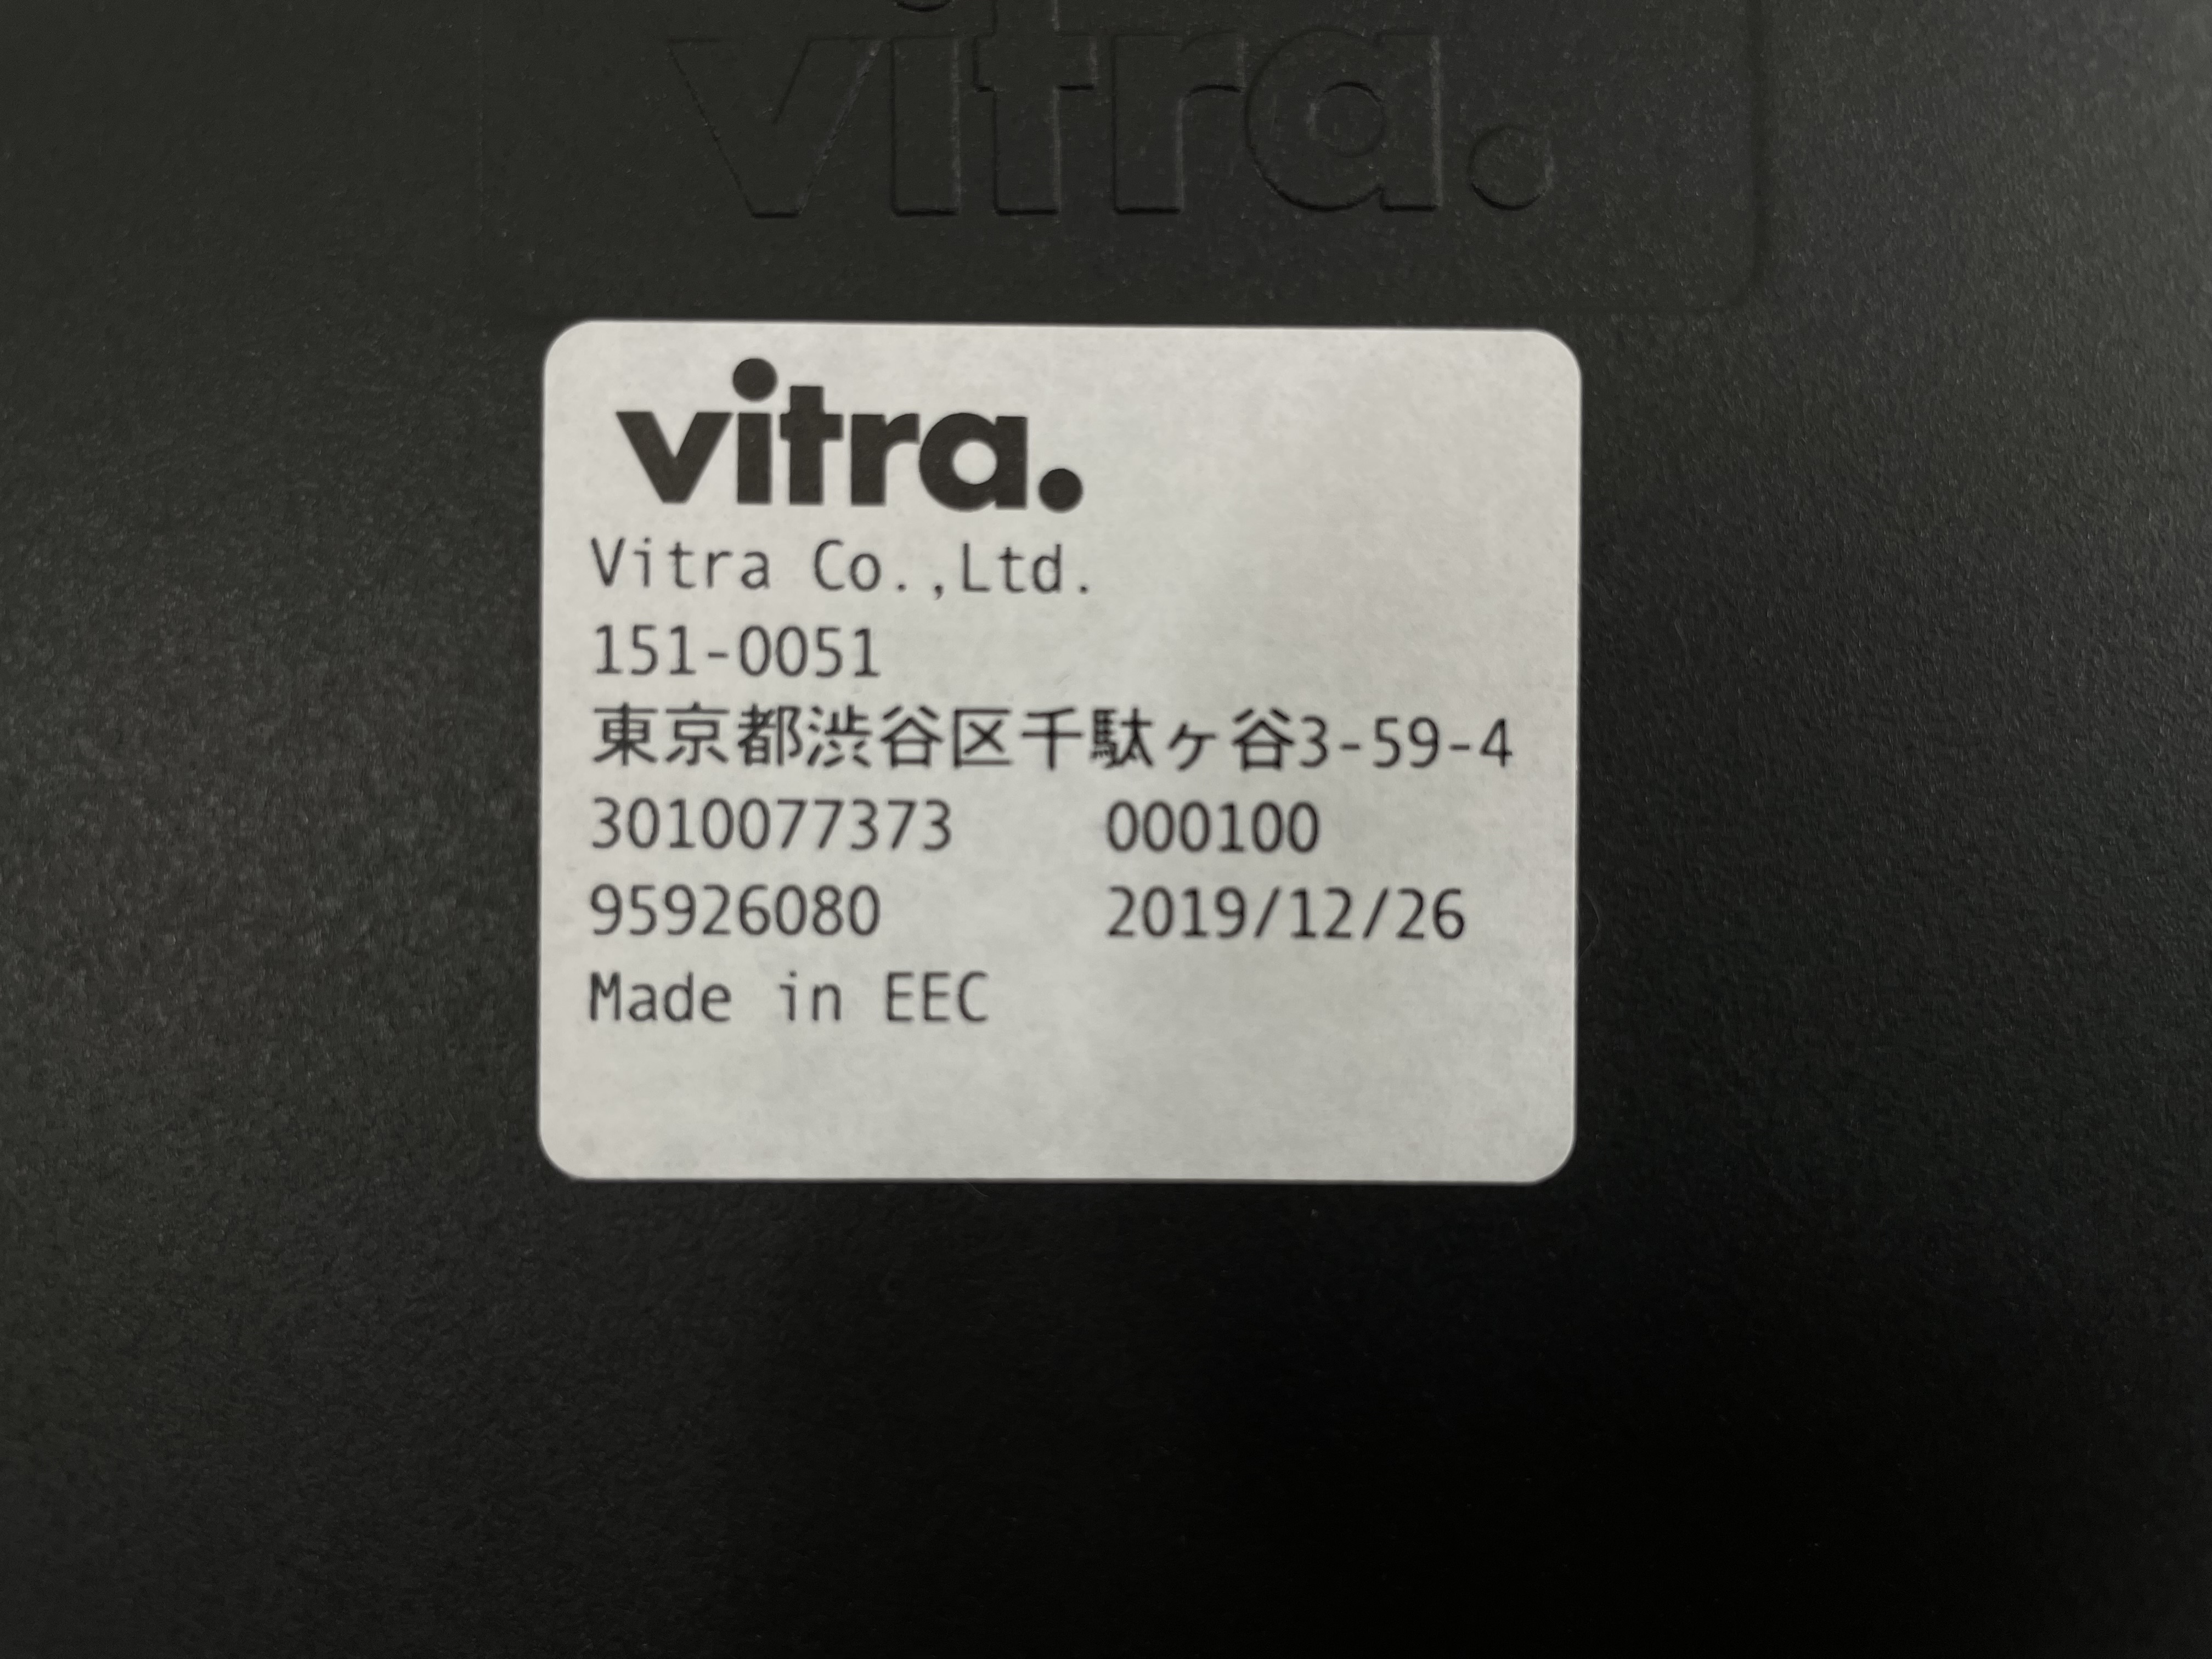 vitra.
vitra.
Vitra Co.,Ltd.
151-0051
東京都渋谷区千駄ヶ谷3-59-4
3010077373 000100
95926080 2019/12/26
Made in EEC